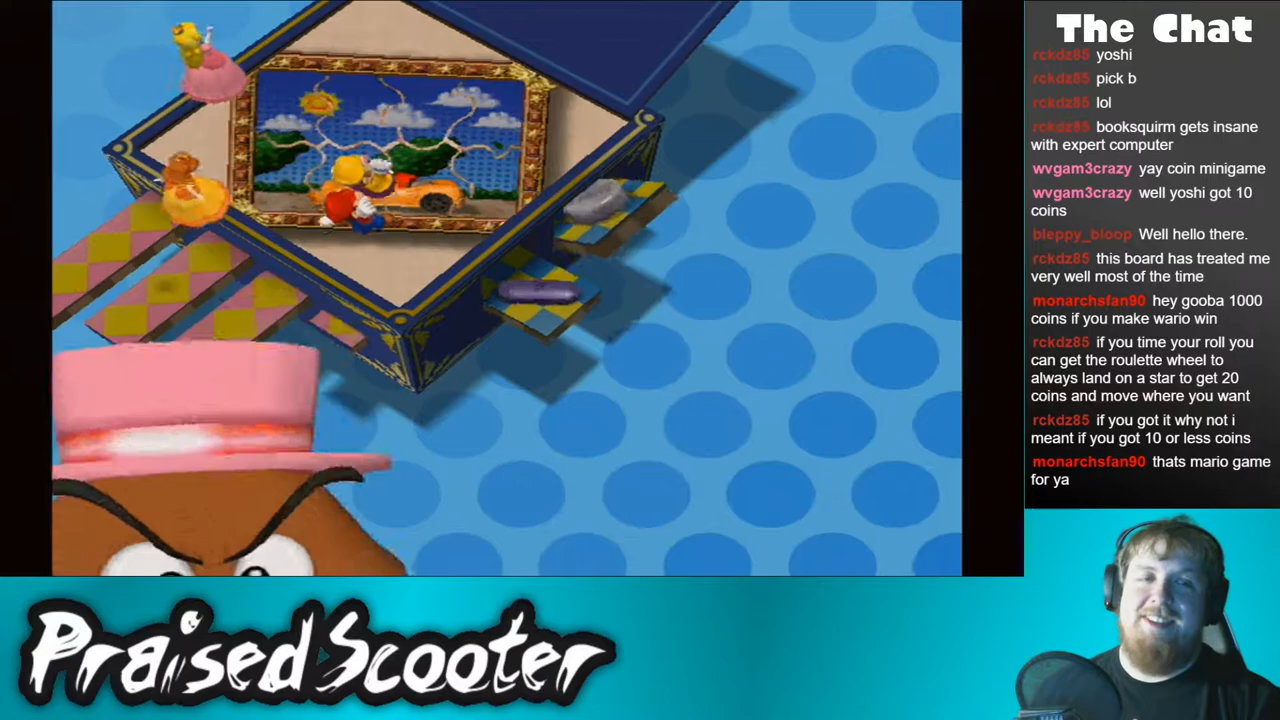 The Chat
rckdz85 yoshi
rckdz85 pick b
rckdz85 lol
rckdz85 booksquirm gets insane
with expert computer
wvgam3crazy yay coin minigame
wvgam3crazy well yoshi got 10
coins
bleppy_bloop Well hello there.
rckdz85 this board has treated me
very well most of the time
monarchsfan90 hey gooba 1000
coins if you make wario win
rckdz85 if you time your roll you
can get the roulette wheel to
always land on a star to get 20
coins and move where you want
rckdz85 if you got it why not i
meant if you got 10 or less coins
monarchsfan90 thats mario game
for ya
PraisedScooter